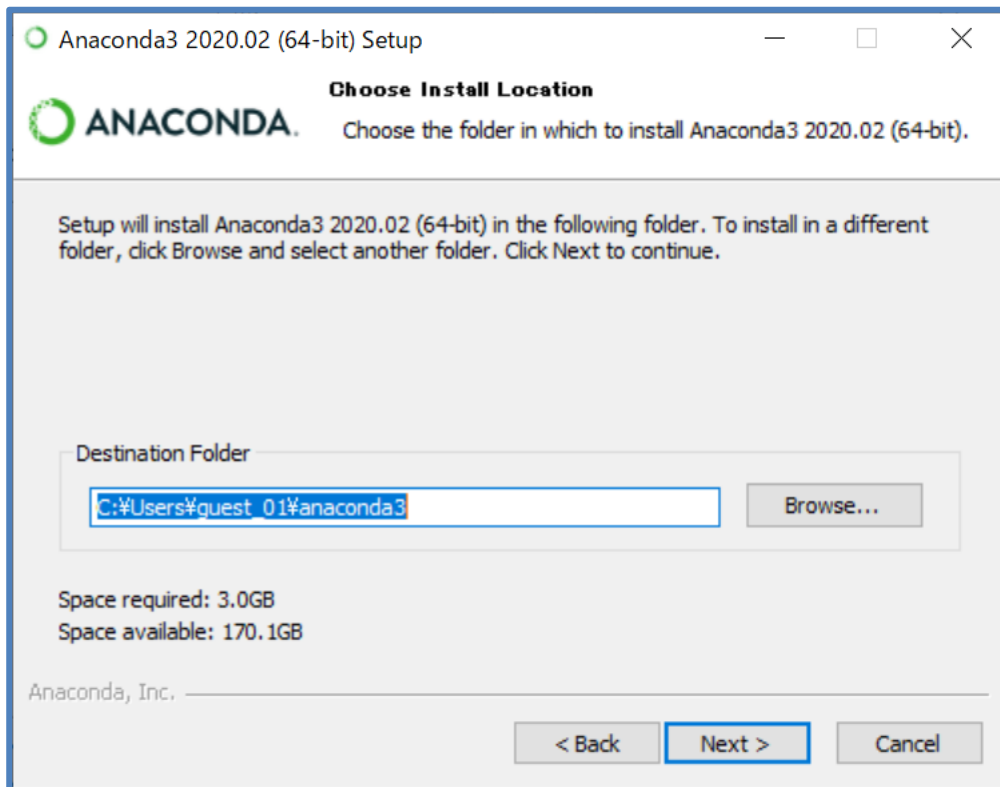 Anaconda3 2020.02 (64-bit) Setup
Choose Install Location
ANACONDA.
Choose the folder in which to install Anaconda3 2020.02 (64-bit).
Setup will install Anaconda3 2020.02 (64-bit) in the following folder. To install in a different
folder, click Browse and select another folder. Click Next to continue.
Destination Folder
C:¥Users¥guest_01¥anaconda3
Browse...
Space required: 3.0GB
Space available: 170.1GB
Anaconda, Inc.
< Back
Next >
Cancel